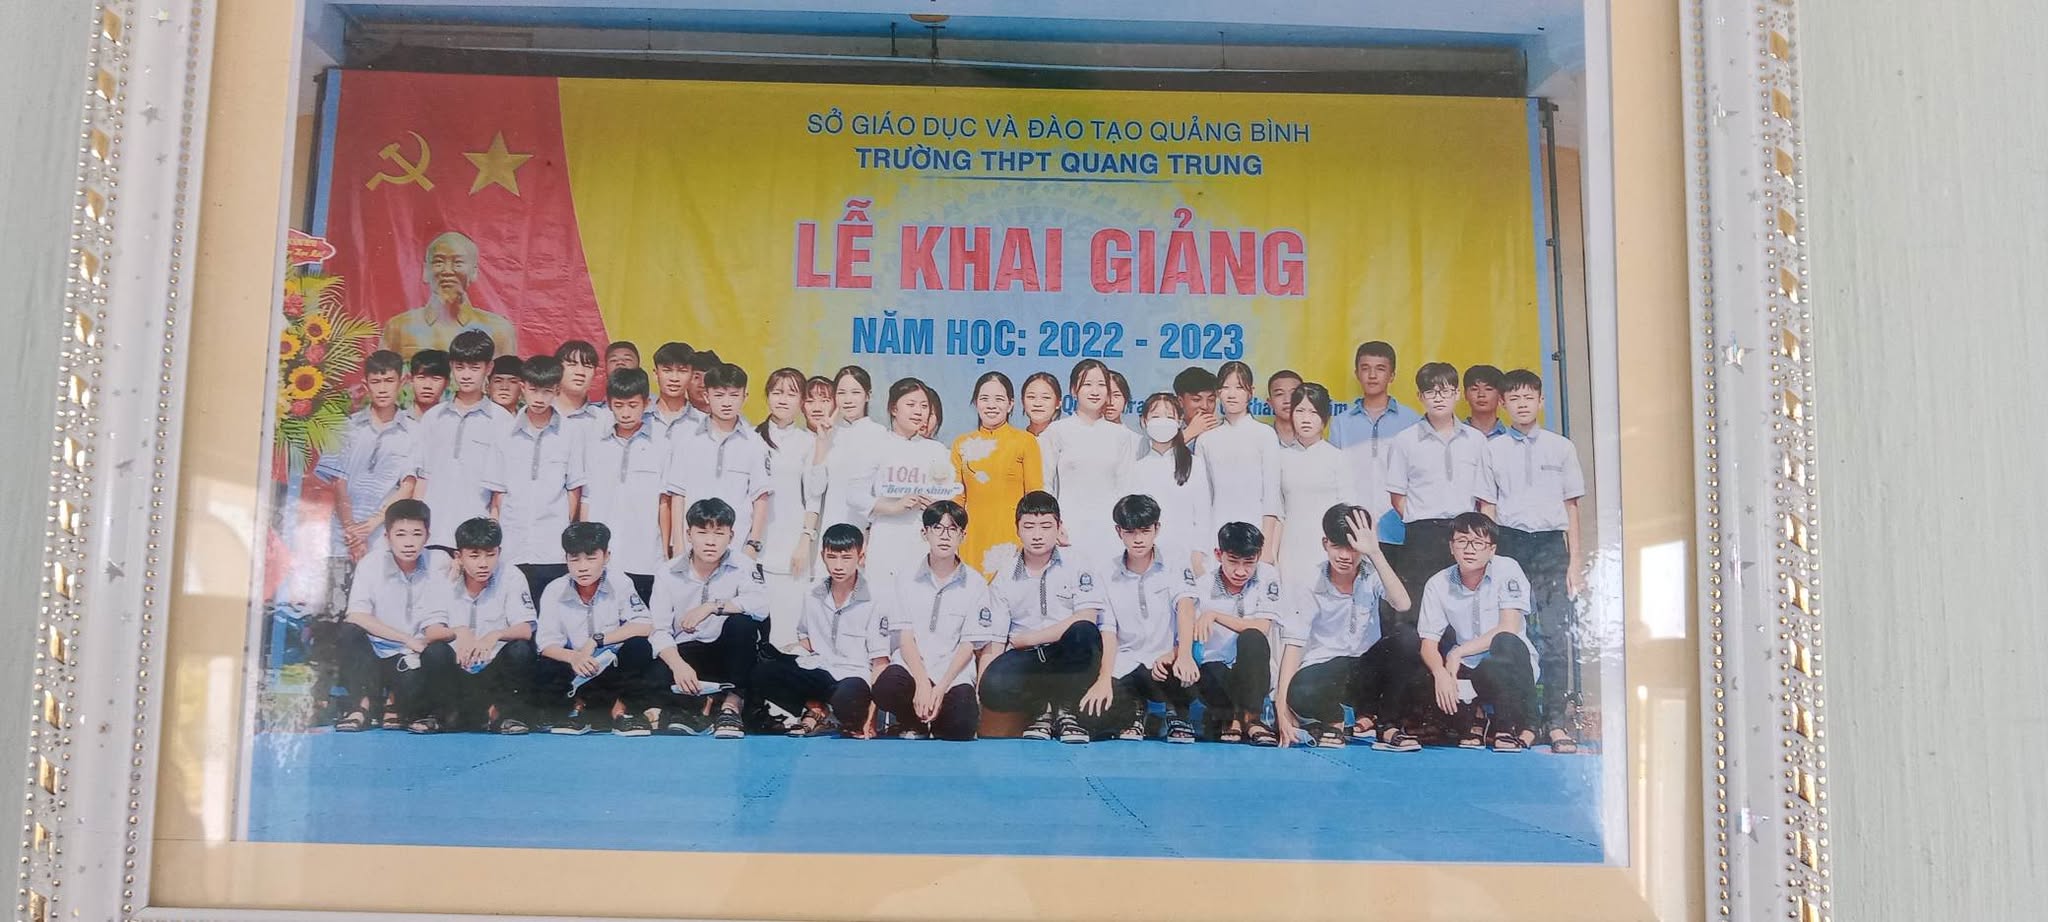 SỞ GIÁO DỤC VÀ ĐÀO TẠO QUẢNG BÌNH
TRƯỜNG THPT QUANG TRUNG
LỄ KHAI GIẢNG
NĂM HỌC: 2022 - 2023
10A1
"Born to shine"